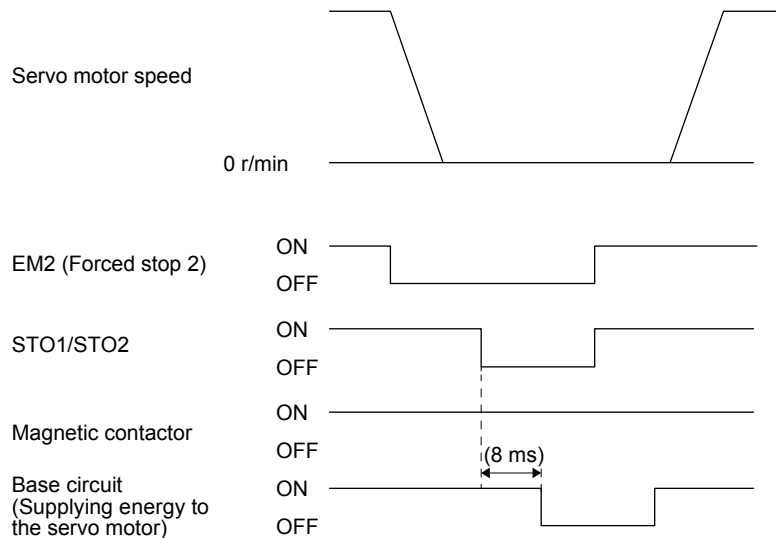 Servo motor speed
0 r/min
EM2 (Forced stop 2)
ON
OFF
STO1/STO2
ON
OFF
Magnetic contactor
ON
OFF
(8 ms)
Base circuit
(Supplying energy to
the servo motor)
ON
OFF